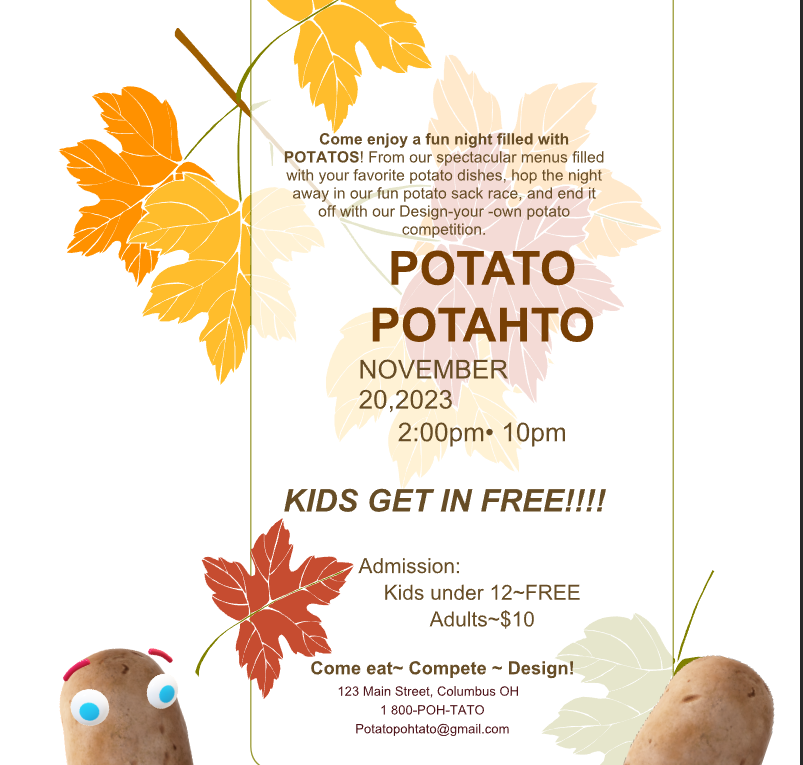 Come enjoy a fun night filled with
POTATOS! From our spectacular menus filled
with your favorite potato dishes, hop the night
away in our fun potato sack race, and end it
off with our Design-your -own potato
competition.
POTATO
POTAHTO
NOVEMBER
20,2023
2:00pm• 10pm
KIDS GET IN FREE!!!!
Admission:
Kids under 12~FREE
Adults~$10
Come eat~ Compete ~ Design!
123 Main Street, Columbus OH
1 800-POH-TATO
Potatopohtato@gmail.com